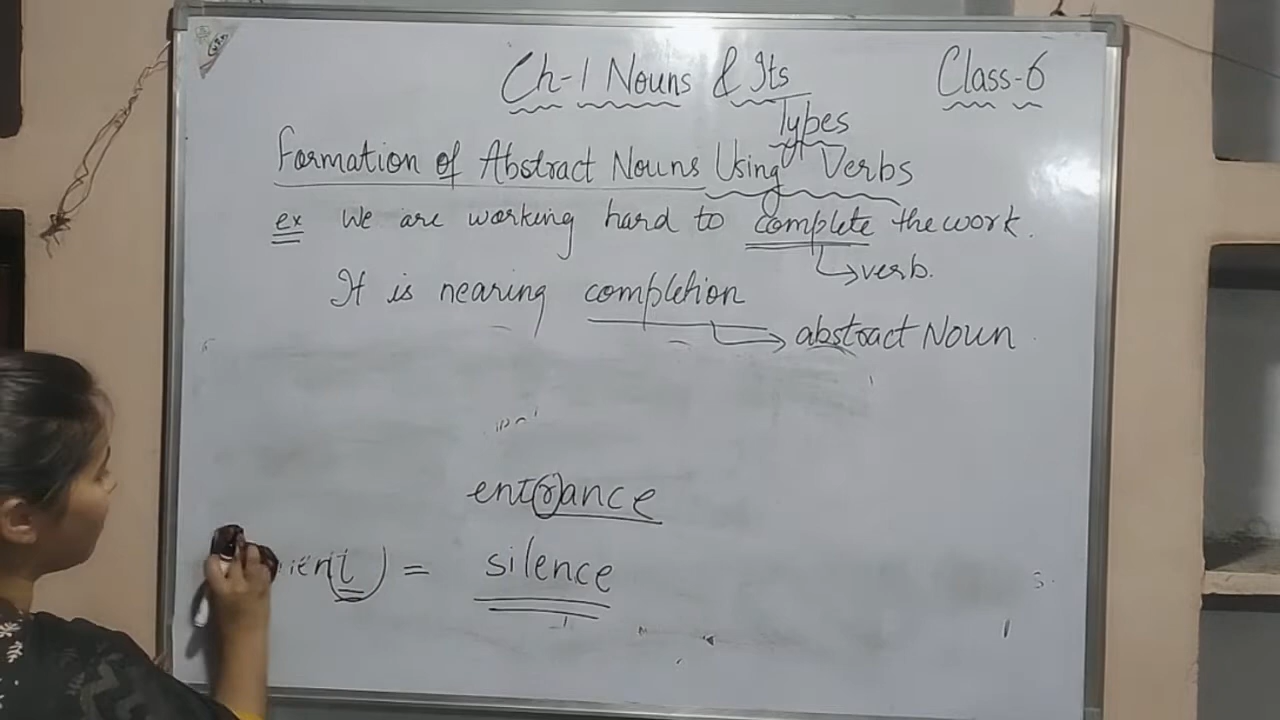 Ch-1 Nouns & Its Class-6
Types
Formation of Abstract Nouns Using Verbs
ex We are working hard to complete the work.
verb.
It is nearing completion
abstract Noun
entrance
= silence